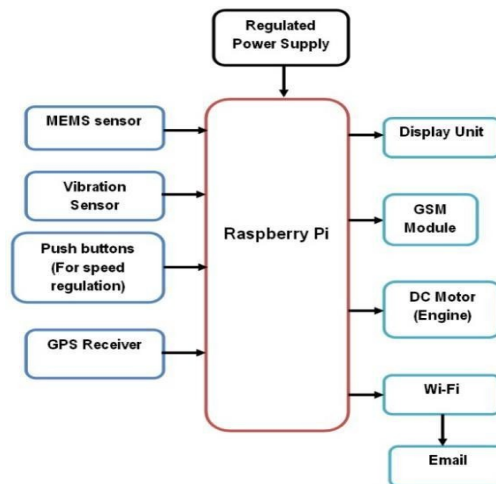 Regulated
Power Supply
MEMS sensor
Vibration
Sensor
Push buttons
(For speed
regulation)
GPS Receiver
Raspberry Pi
Display Unit
GSM
Module
DC Motor
(Engine)
Wi-Fi
Email